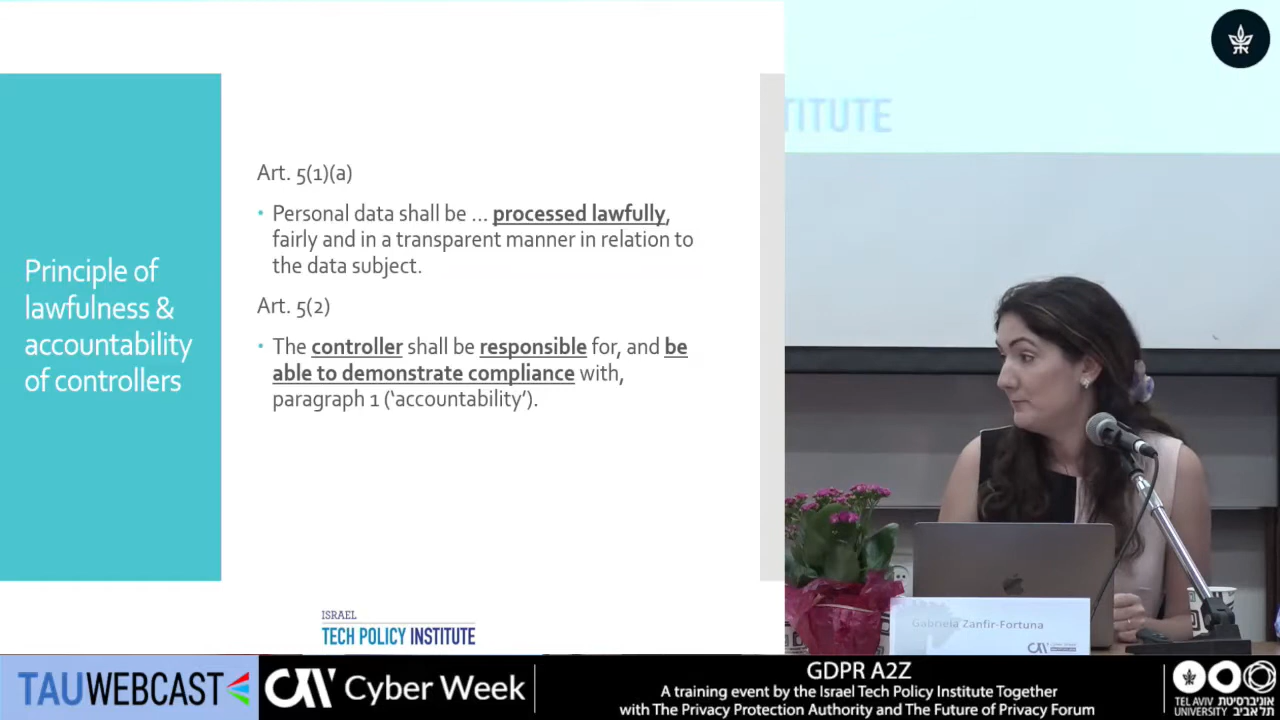 Principle of
lawfulness &
accountability
of controllers
Art. 5(1)(a)
• Personal data shall be … processed lawfully,
fairly and in a transparent manner in relation to
the data subject.
Art. 5(2)
• The controller shall be responsible for, and be
able to demonstrate compliance with,
paragraph 1 (‘accountability’).
ISRAEL
TECH POLICY INSTITUTE
TITUTE
Gabriela Zanfir-Fortuna
TAUWEBCAST
Cyber Week
GDPR A2Z
A training event by the Israel Tech Policy Institute Together
with The Privacy Protection Authority and The Future of Privacy Forum
TEL AVIV אוניברסיטת
UNIVERSITY תל אביב